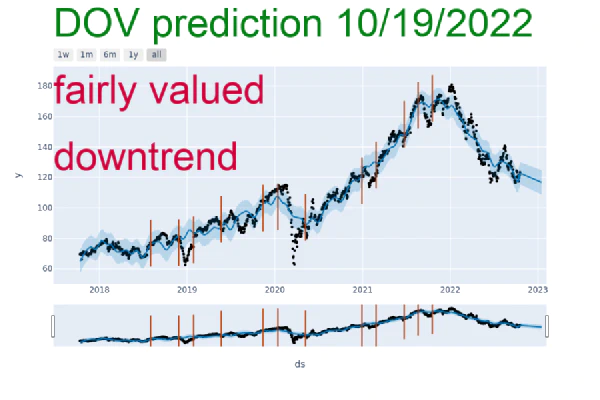 DOV prediction 10/19/2022
1w 1m 6m 1y all
fairly valued
downtrend
y
180
160
140
120
100
80
60
2018 2019 2020 2021 2022 2023
ds